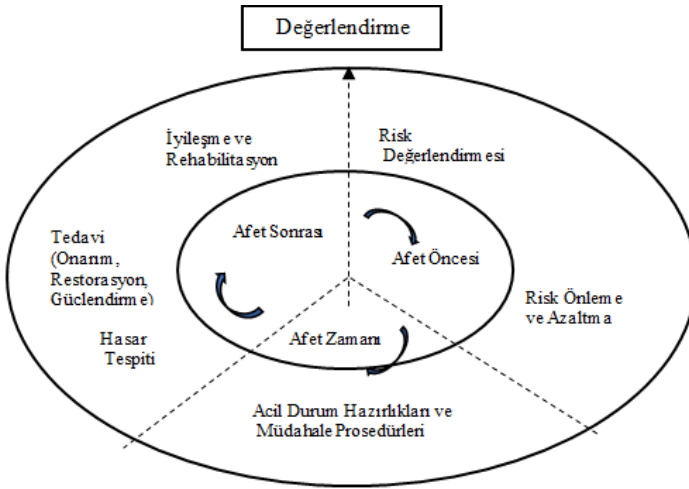 Değerlendirme
İyileşme ve
Rehabilitasyon
Risk
Değerlendirmesi
Afet Sonrası
Afet Öncesi
Tedavi
(Onarım,
Restorasyon,
Güçlendirme)
Risk Önleme
ve Azaltma
Hasar
Tespiti
Afet Zamanı
Acil Durum Hazırlıkları ve
Müdahale Prosedürleri